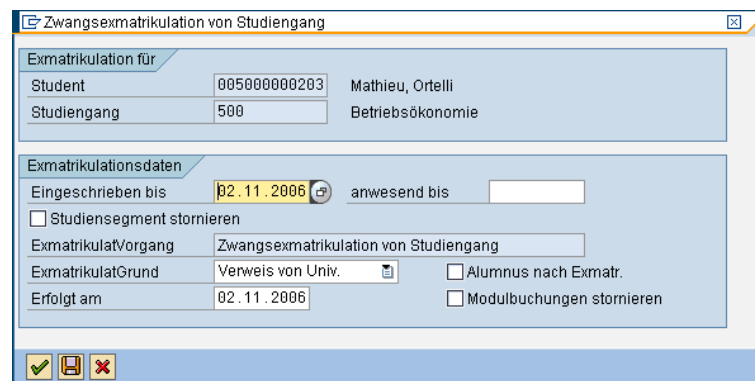 Zwangsexmatrikulation von Studiengang
Exmatrikulation für
Student 005000000203 Mathieu, Ortelli
Studiengang 500 Betriebsökonomie
Exmatrikulationsdaten
Eingeschrieben bis 02.11.2006 anwesend bis
Studiensegment stornieren
ExmatrikulatVorgang Zwangsexmatrikulation von Studiengang
ExmatrikulatGrund Verweis von Univ. Alumnus nach Exmatr.
Erfolgt am 02.11.2006 Modulbuchungen stornieren